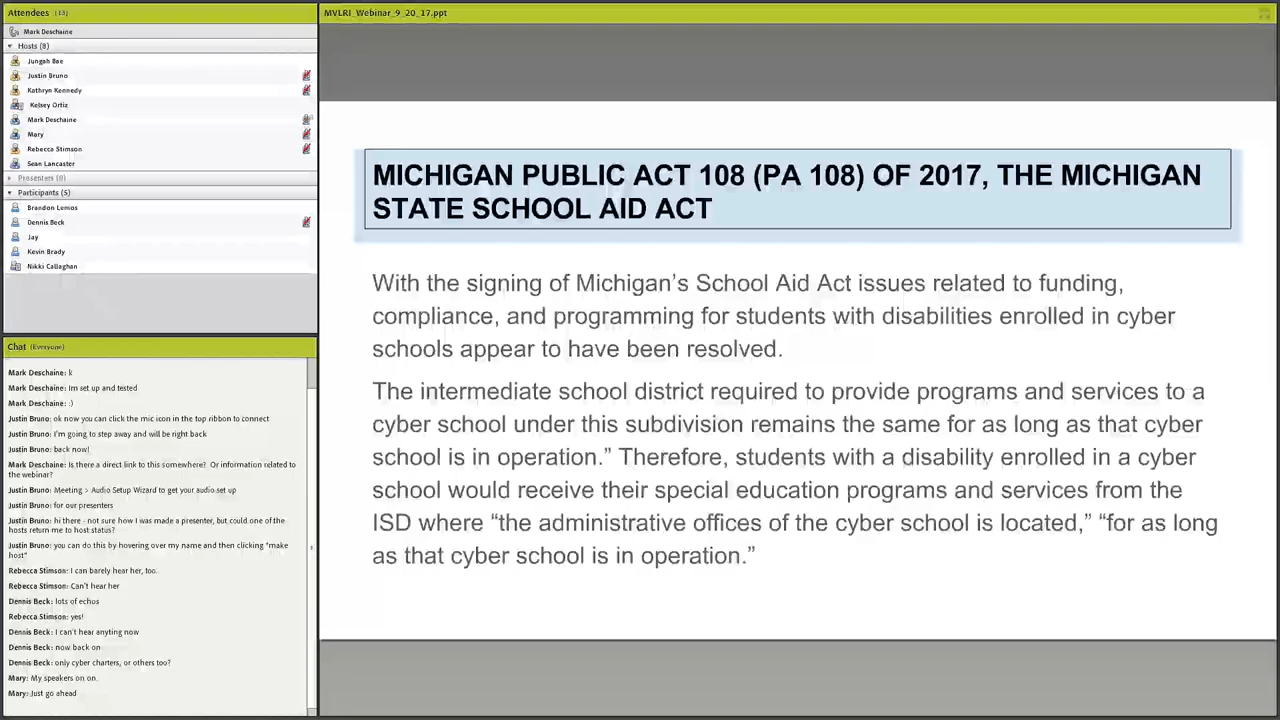 Attendees (13)
Mark Deschaine
Hosts (8)
Jungah Bae
Justin Bruno
Kathryn Kennedy
Kelsey Ortiz
Mark Deschaine
Mary
Rebecca Stimson
Sean Lancaster
Presenters (0)
Participants (5)
Brandon Lemos
Dennis Beck
Jay
Kevin Brady
Nikki Callaghan
Chat (Everyone)
Mark Deschaine: k
Mark Deschaine: Im set up and tested
Mark Deschaine: :)
Justin Bruno: ok now you can click the mic icon in the top ribbon to connect
Justin Bruno: I'm going to step away and will be right back
Justin Bruno: back now!
Mark Deschaine: Is there a direct link to this somewhere? Or information related to
the webinar?
Justin Bruno: Meeting > Audio Setup Wizard to get your audio set up
Justin Bruno: for our presenters
Justin Bruno: hi there - not sure how I was made a presenter, but could one of the
hosts return me to host status?
Justin Bruno: you can do this by hovering over my name and then clicking "make
host"
Rebecca Stimson: I can barely hear her, too.
Rebecca Stimson: Can't hear her
Dennis Beck: lots of echos
Rebecca Stimson: yes!
Dennis Beck: I can't hear anyting now
Dennis Beck: now back on
Dennis Beck: only cyber charters, or others too?
Mary: My speakers on on.
Mary: Just go ahead
MVLRI_Webinar_9_20_17.ppt
MICHIGAN PUBLIC ACT 108 (PA 108) OF 2017, THE MICHIGAN
STATE SCHOOL AID ACT
With the signing of Michigan's School Aid Act issues related to funding,
compliance, and programming for students with disabilities enrolled in cyber
schools appear to have been resolved.
The intermediate school district required to provide programs and services to a
cyber school under this subdivision remains the same for as long as that cyber
school is in operation.” Therefore, students with a disability enrolled in a cyber
school would receive their special education programs and services from the
ISD where “the administrative offices of the cyber school is located,” “for as long
as that cyber school is in operation.”